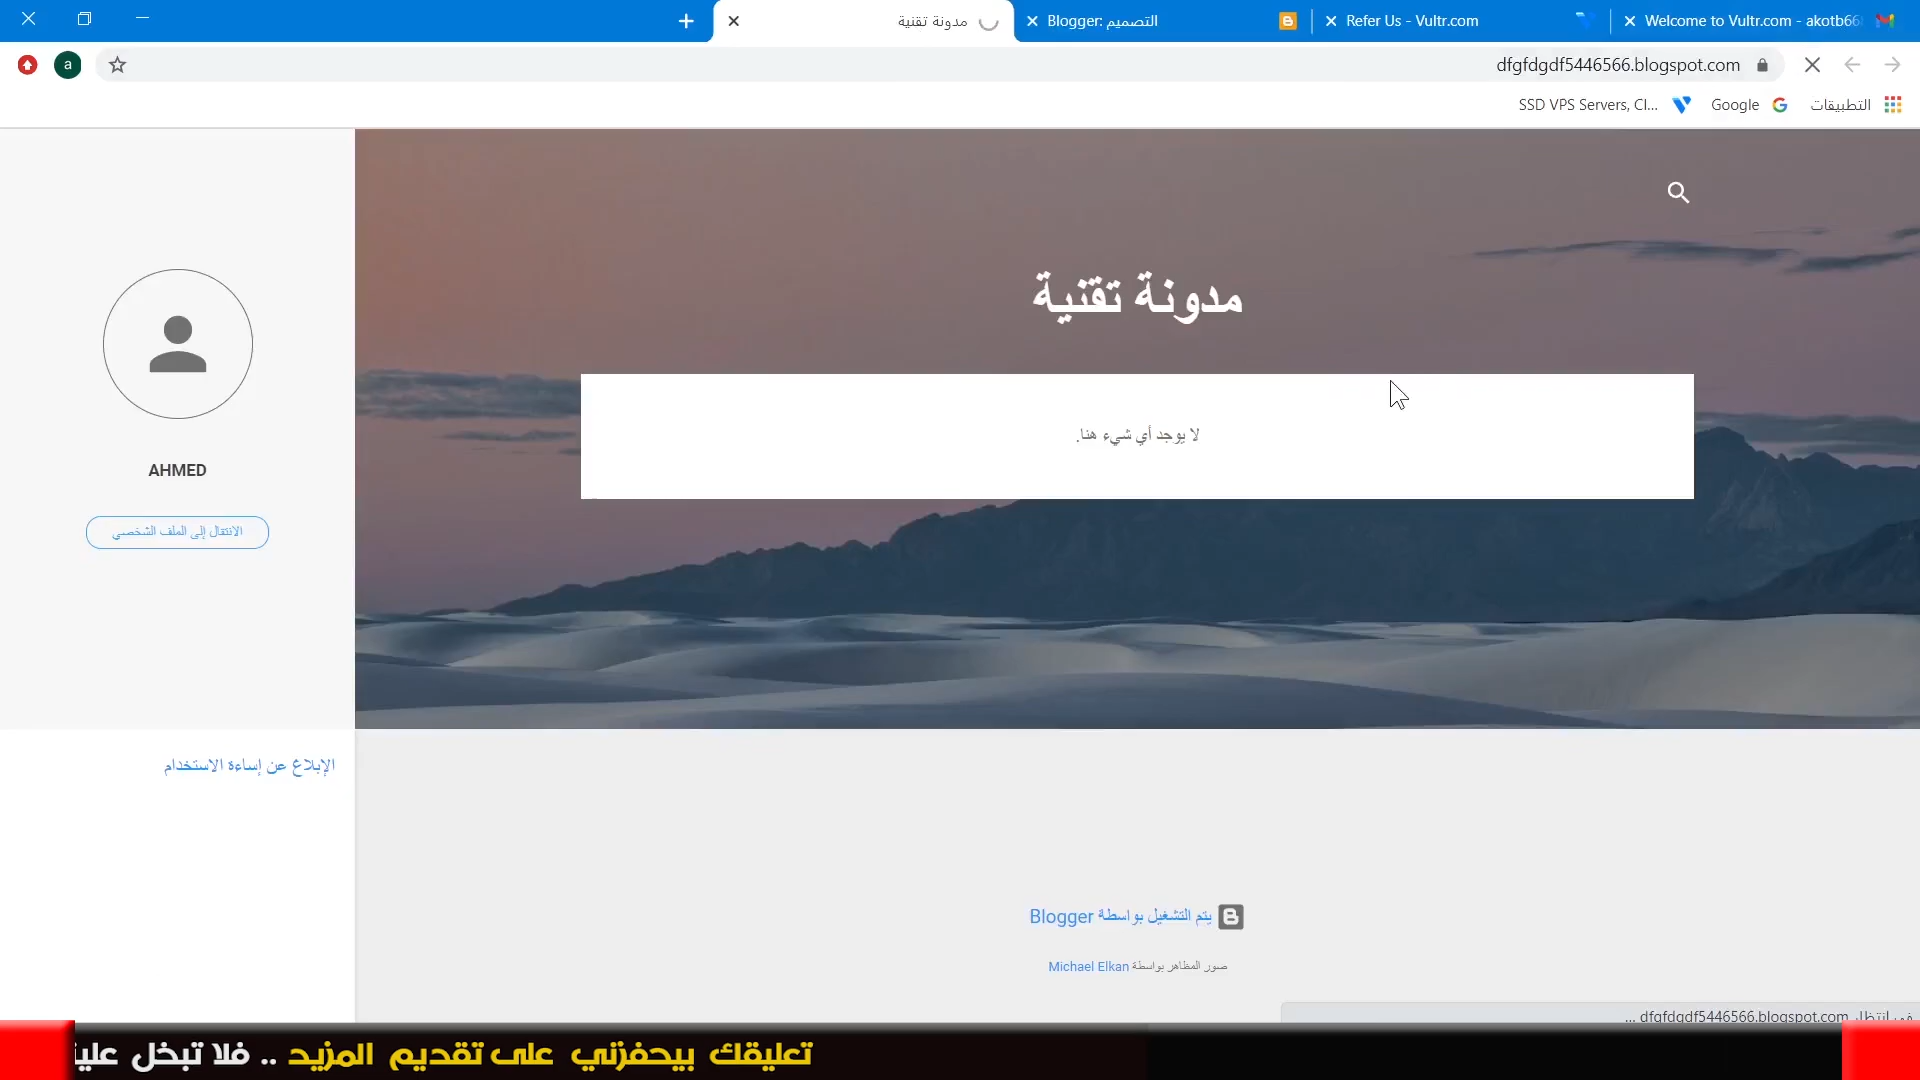 Welcome to Vultr.com - akotb66
Refer Us - Vultr.com
Blogger: التصميم
مدونة تقنية
dfgfdgdf5446566.blogspot.com
a
التطبيقات
Google
SSD VPS Servers, Cl...
مدونة تقنية
لا يوجد أي شيء هنا.
AHMED
الانتقال إلى الملف الشخصي
الإبلاغ عن إساءة الاستخدام
يتم التشغيل بواسطة Blogger
صور المظاهر بواسطة Michael Elkan
في انتظار dfgfdgdf5446566.blogspot.com ...
تعليقك بيحفزني على تقديم المزيد .. فلا تبخل